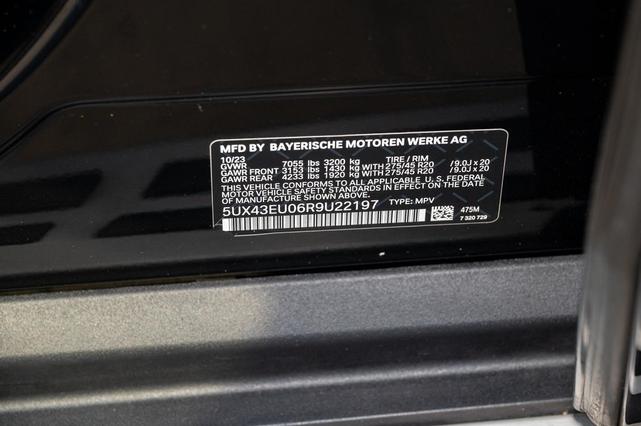 MFD BY BAYERISCHE MOTOREN WERKE AG
10/23 TIRE / RIM
GVWR 7055 lbs 3200 kg
GAWR FRONT 3153 lbs 1430 kg WITH 275/45 R20 / 9.0J x 20
GAWR REAR 4233 lbs 1920 kg WITH 275/45 R20 / 9.0J x 20
THIS CONFORMS TO ALL APPLICABLE U. S. FEDERAL
MOTOR VEHICLE SAFETY STANDARDS IN EFFECT ON THE DATE
OF MANUFACTURE SHOWN ABOVE.
5UX43EU06R9U22197 TYPE: MPV
475M
7 320 729